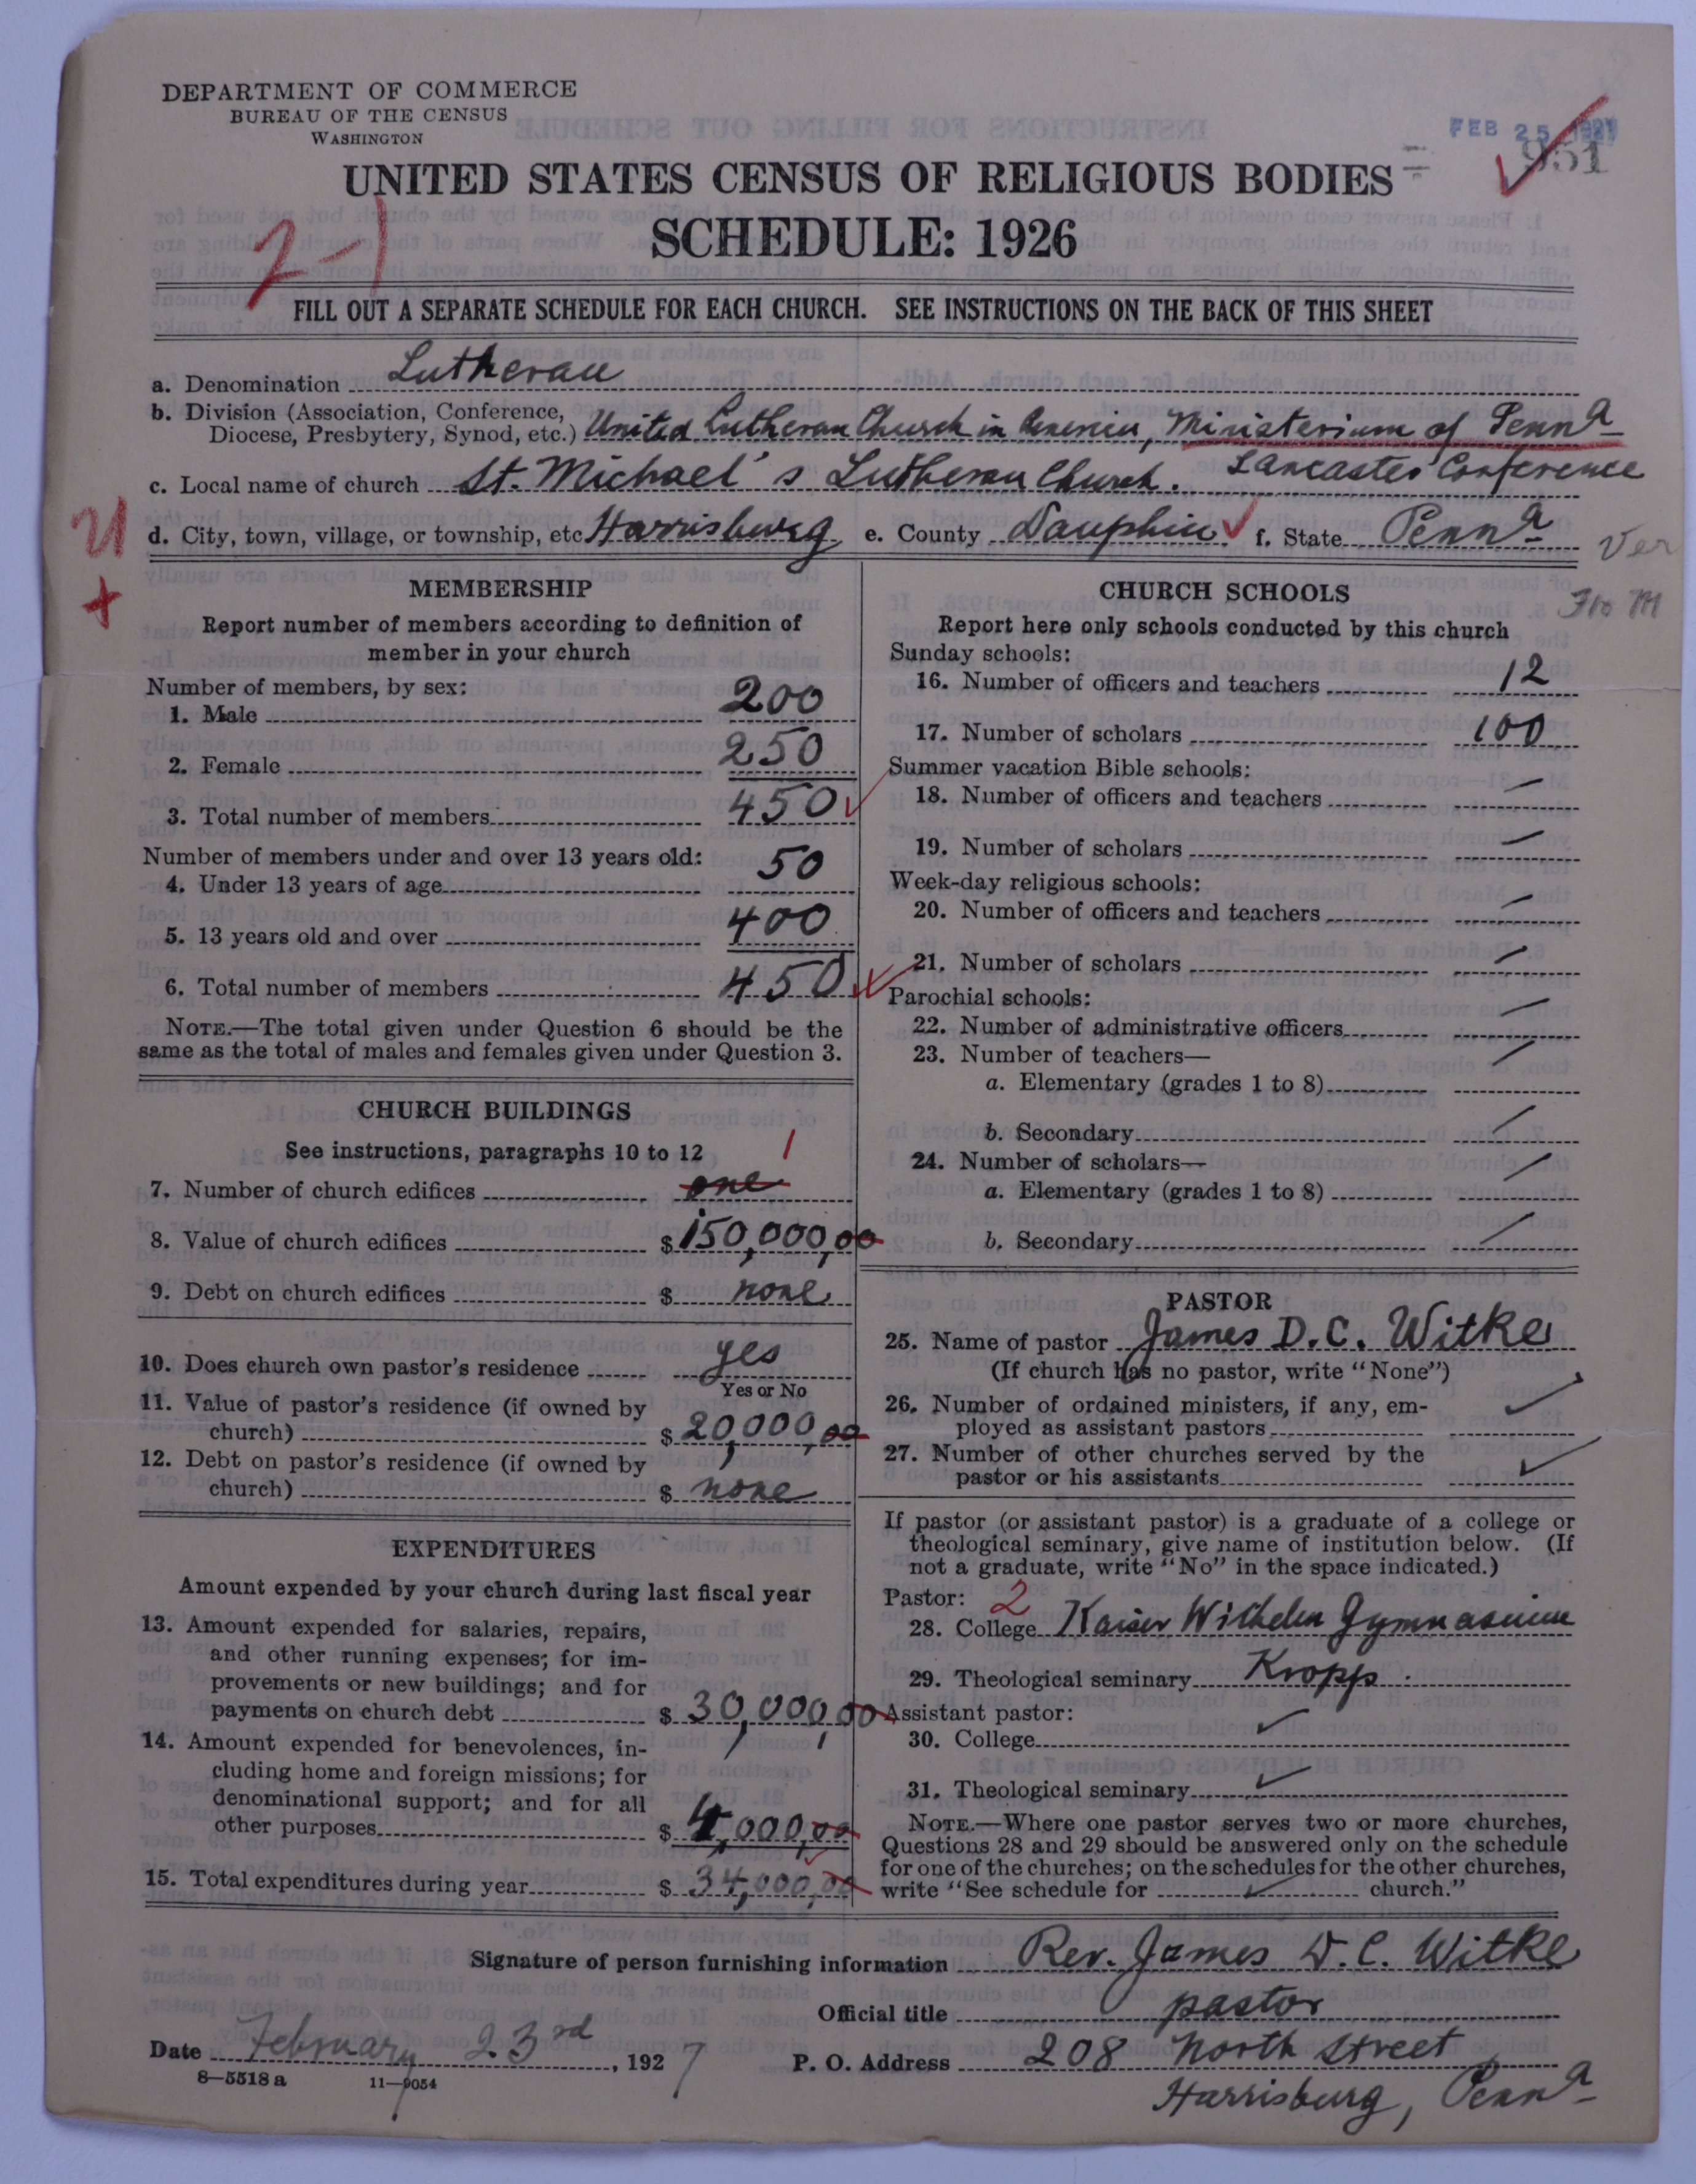 DEPARTMENT OF COMMERCE
BUREAU OF THE CENSUS
WASHINGTON
FEB 25 1927
951
UNITED STATES CENSUS OF RELIGIOUS BODIES
SCHEDULE: 1926
2-1
FILL OUT A SEPARATE SCHEDULE FOR EACH CHURCH. SEE INSTRUCTIONS ON THE BACK OF THIS SHEET
a. Denomination Lutheran
b. Division (Association, Conference, Diocese, Presbytery, Synod, etc.) United Lutheran Church in America, Ministerium of Penna
Lancaster Conference
c. Local name of church St. Michael's Lutheran Church.
d. City, town, village, or township, etc. Harrisburg e. County Dauphin f. State Penna
Ver
MEMBERSHIP
Report number of members according to definition of
member in your church
Number of members, by sex:
1. Male 200
2. Female 250
3. Total number of members 450
Number of members under and over 13 years old:
4. Under 13 years of age 50
5. 13 years old and over 400
6. Total number of members 450
NOTE.—The total given under Question 6 should be the
same as the total of males and females given under Question 3.
CHURCH BUILDINGS
See instructions, paragraphs 10 to 12
1
7. Number of church edifices one
8. Value of church edifices $ 150,000,00
9. Debt on church edifices $ none
10. Does church own pastor's residence yes
Yes or No
11. Value of pastor's residence (if owned by
church) $ 20,000,00
12. Debt on pastor's residence (if owned by
church) $ none
EXPENDITURES
Amount expended by your church during last fiscal year
13. Amount expended for salaries, repairs,
and other running expenses; for im-
provements or new buildings; and for
payments on church debt $ 30,000,00
14. Amount expended for benevolences, in-
cluding home and foreign missions; for
denominational support; and for all
other purposes $ 4,000,00
15. Total expenditures during year $ 34,000,00
CHURCH SCHOOLS
Report here only schools conducted by this church
Sunday schools:
16. Number of officers and teachers 12
17. Number of scholars 100
Summer vacation Bible schools:
18. Number of officers and teachers
19. Number of scholars
Week-day religious schools:
20. Number of officers and teachers
21. Number of scholars
Parochial schools:
22. Number of administrative officers
23. Number of teachers—
a. Elementary (grades 1 to 8)
b. Secondary
24. Number of scholars—
a. Elementary (grades 1 to 8)
b. Secondary
PASTOR
25. Name of pastor James D.C. Witke
(If church has no pastor, write "None")
26. Number of ordained ministers, if any, em-
ployed as assistant pastors
27. Number of other churches served by the
pastor or his assistants
If pastor (or assistant pastor) is a graduate of a college or
theological seminary, give name of institution below. (If
not a graduate, write "No" in the space indicated.)
Pastor: 2
28. College Kaiser Wilhelm Gymnasium
29. Theological seminary Kropp.
Assistant pastor:
30. College
31. Theological seminary
NOTE.—Where one pastor serves two or more churches,
Questions 28 and 29 should be answered only on the schedule
for one of the churches; on the schedules for the other churches,
write "See schedule for church."
Signature of person furnishing information Rev. James D.C. Witke
Official title pastor
Date February 23rd, 1927
P. O. Address 208 North Street
Harrisburg, Penna
8—5518a 11—9054